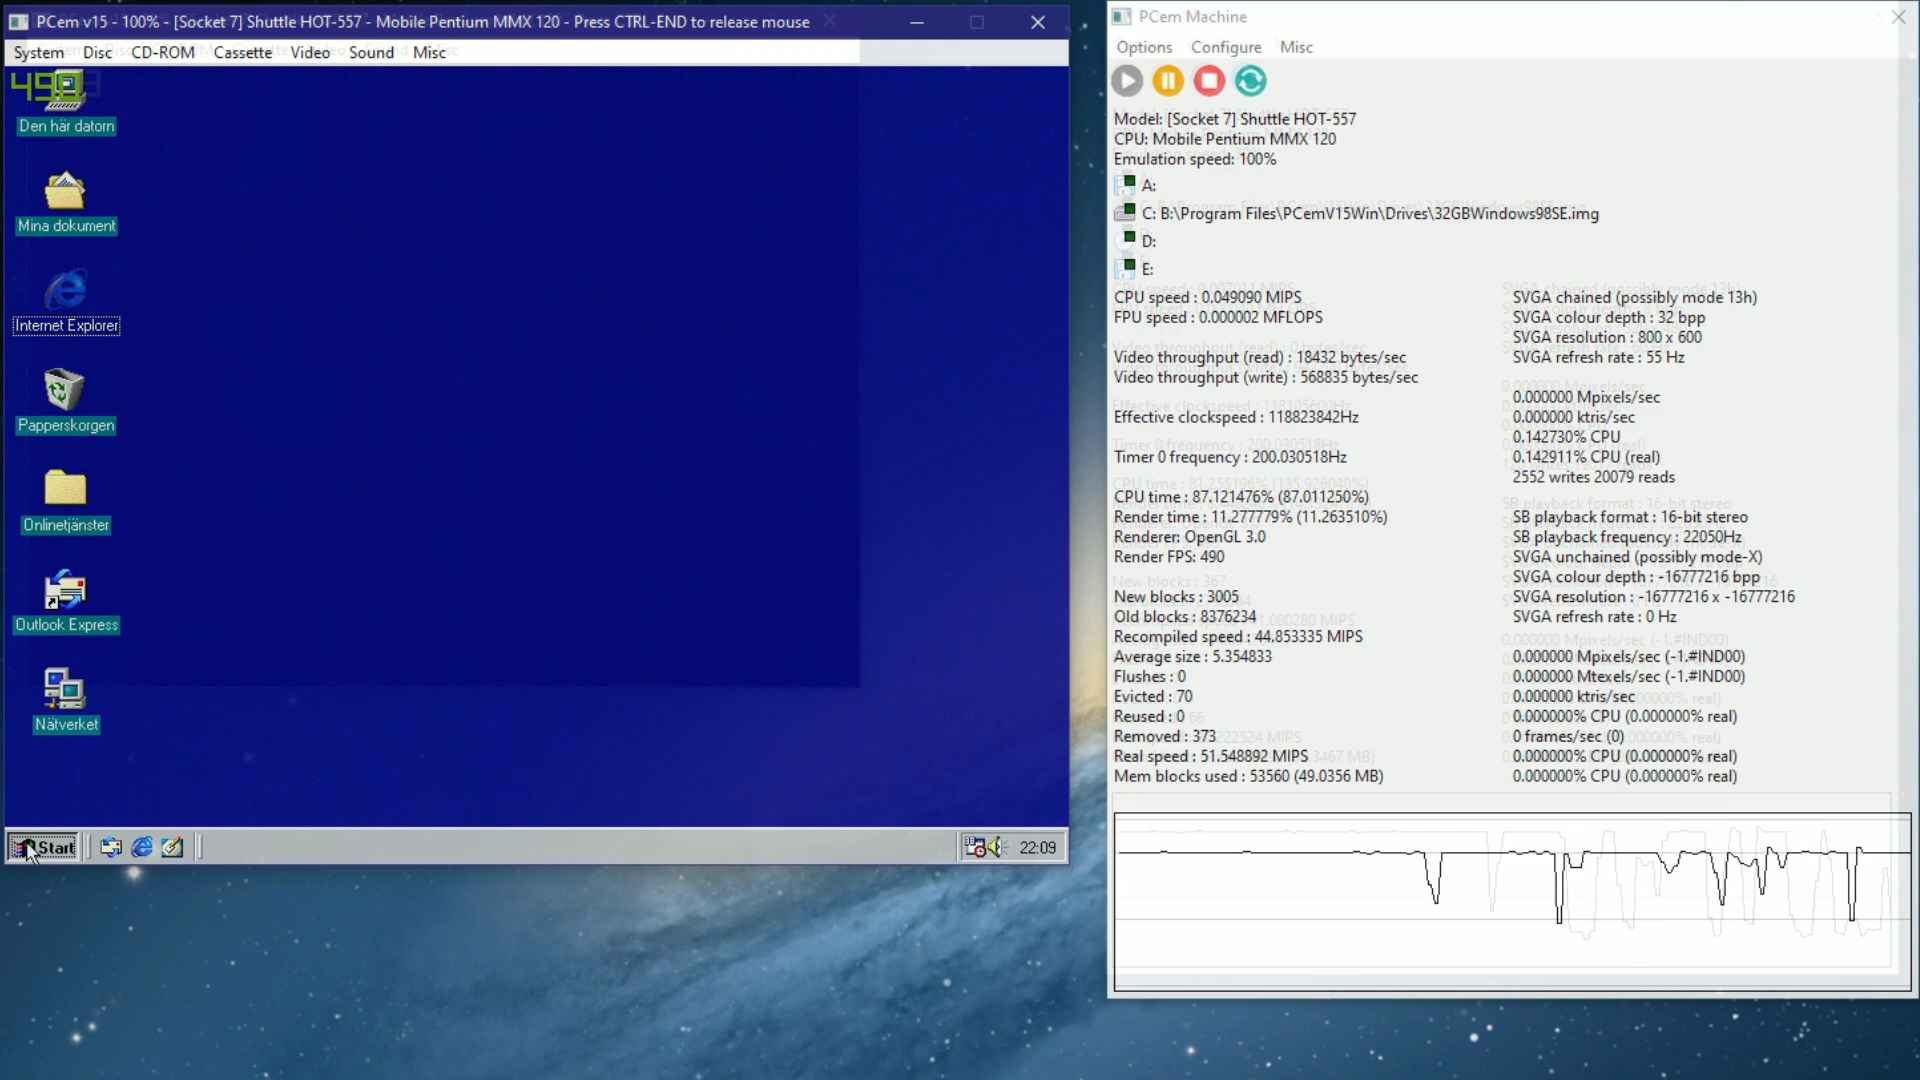 PCem v15 - 100% - [Socket 7] Shuttle HOT-557 - Mobile Pentium MMX 120 - Press CTRL-END to release mouse
System Disc CD-ROM Cassette Video Sound Misc
490
Den här datorn
Mina dokument
Internet Explorer
Papperskorgen
Onlinetjänster
Outlook Express
Nätverket
Start
22:09
PCem Machine
Options Configure Misc
Model: [Socket 7] Shuttle HOT-557
CPU: Mobile Pentium MMX 120
Emulation speed: 100%
A:
C: B:\Program Files\PCemV15Win\Drives\32GBWindows98SE.img
D:
E:
CPU speed : 0.049090 MIPS
FPU speed : 0.000002 MFLOPS
Video throughput (read) : 18432 bytes/sec
Video throughput (write) : 568835 bytes/sec
Effective clockspeed : 118823842Hz
Timer 0 frequency : 200.030518Hz
CPU time : 87.121476% (87.011250%)
Render time : 11.277779% (11.263510%)
Renderer: OpenGL 3.0
Render FPS: 490
New blocks : 3005
Old blocks : 8376234
Recompiled speed : 44.853335 MIPS
Average size : 5.354833
Flushes : 0
Evicted : 70
Reused : 0
Removed : 373
Real speed : 51.548892 MIPS
Mem blocks used : 53560 (49.0356 MB)
SVGA chained (possibly mode 13h)
SVGA colour depth : 32 bpp
SVGA resolution : 800 x 600
SVGA refresh rate : 55 Hz
0.000000 Mpixels/sec
0.000000 ktris/sec
0.142730% CPU
0.142911% CPU (real)
2552 writes 20079 reads
SB playback format : 16-bit stereo
SB playback frequency : 22050Hz
SVGA unchained (possibly mode-X)
SVGA colour depth : -16777216 bpp
SVGA resolution : -16777216 x -16777216
SVGA refresh rate : 0 Hz
0.000000 Mpixels/sec (-1.#IND00)
0.000000 Mtexels/sec (-1.#IND00)
0.000000 ktris/sec
0.000000% CPU (0.000000% real)
0 frames/sec (0)
0.000000% CPU (0.000000% real)
0.000000% CPU (0.000000% real)